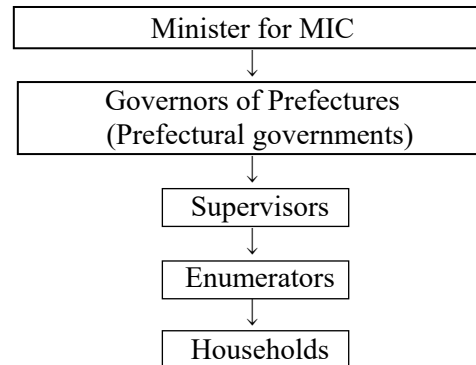 Minister for MIC
Governors of Prefectures
(Prefectural governments)
Supervisors
Enumerators
Households